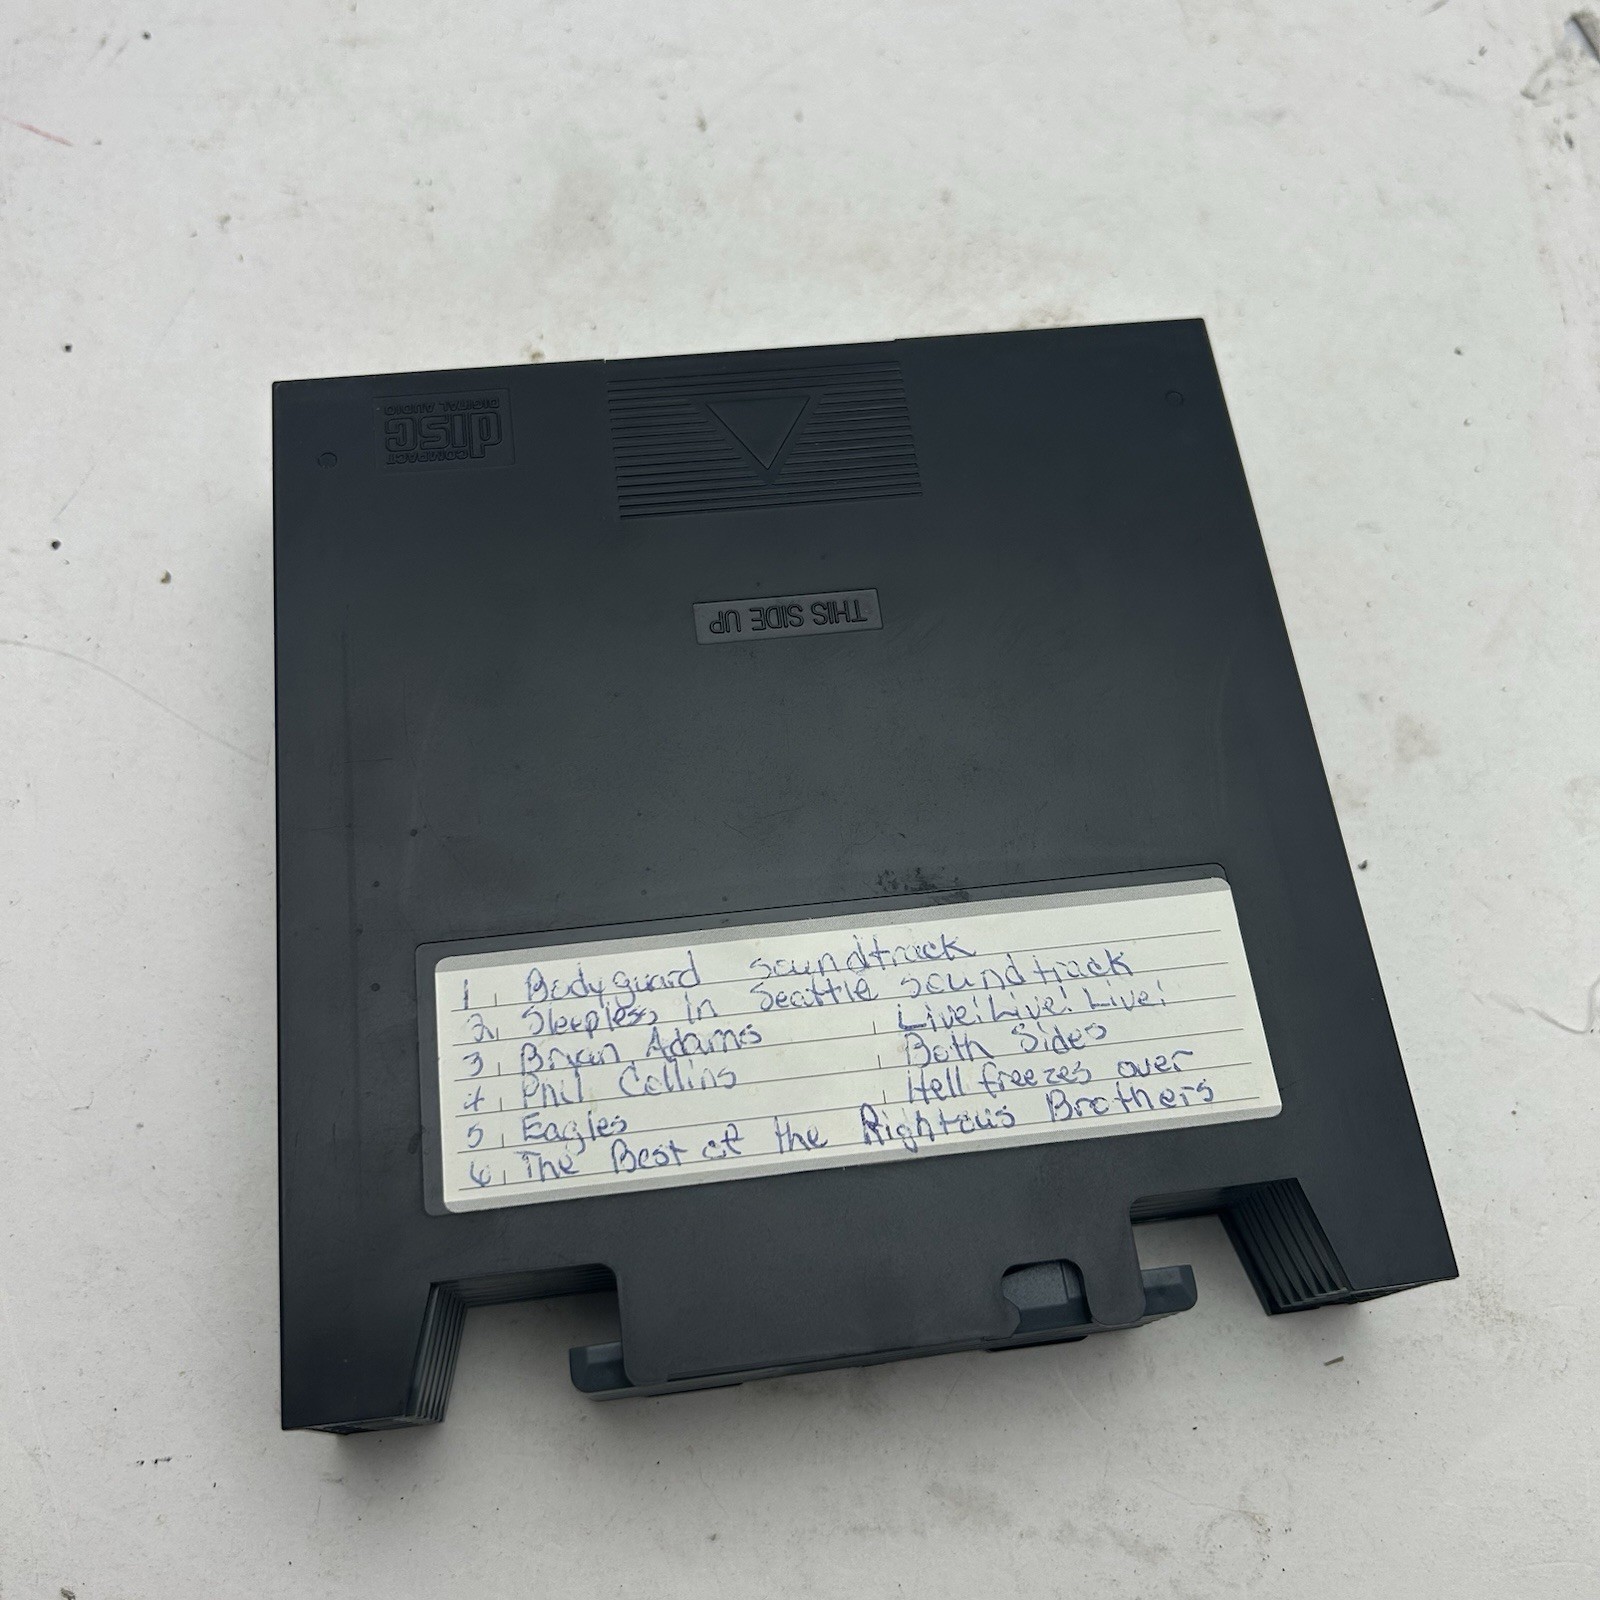 COMPACT
disc
DIGITAL AUDIO
THIS SIDE UP
1, Bodyguard soundtrack
2, Sleepless in Seattle soundtrack
3, Bryan Adams, Live! Live! Live!
4, Phil Collins, Both Sides
5, Eagles, Hell freezes over
6, The Best of the Rightous Brothers